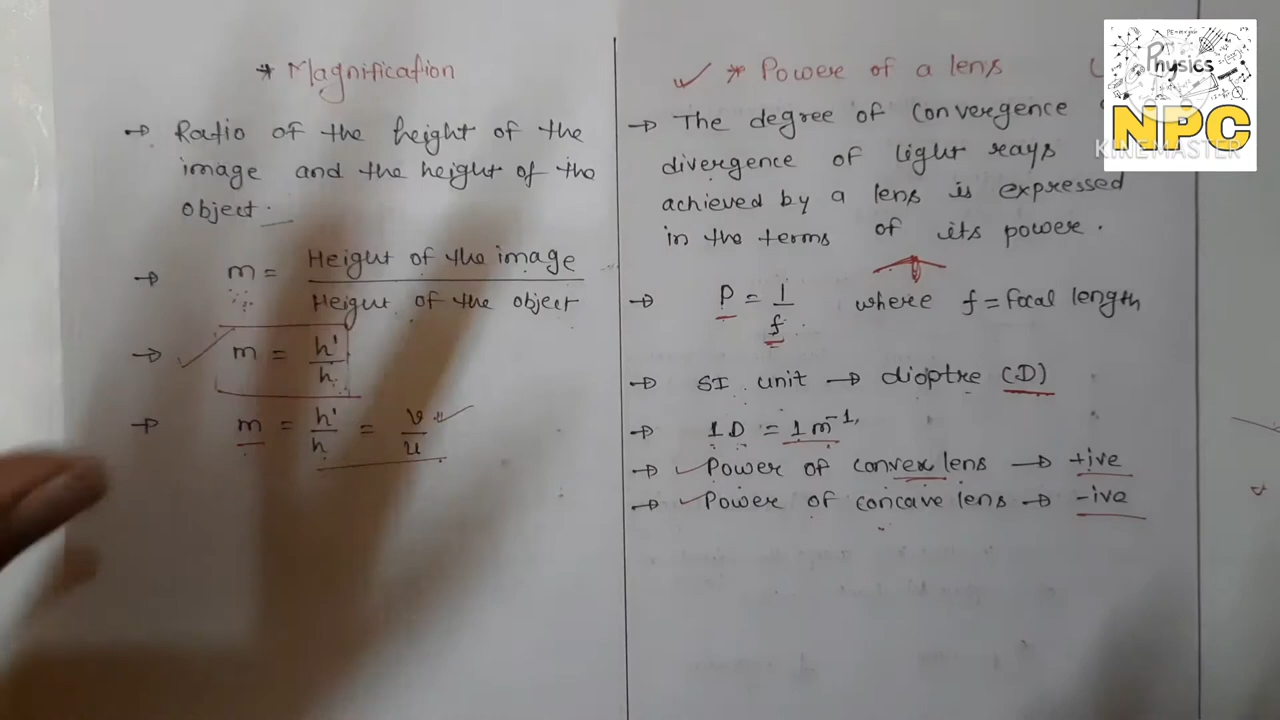 * Magnification
→ Ratio of the height of the
image and the height of the
object.
→ m = Height of the image
Height of the object
→ m = h'
h
→ m = h' = v
h u
✓ * Power of a lens
→ The degree of convergence
divergence of light rays
achieved by a lens is expressed
in the terms of its power.
→ P = 1 where f = focal length
f
→ SI unit → dioptre (D)
→ 1 D = 1 m⁻¹,
→ Power of convex lens → +ive
→ Power of concave lens → -ive
Physics
NPC
KINEMASTER